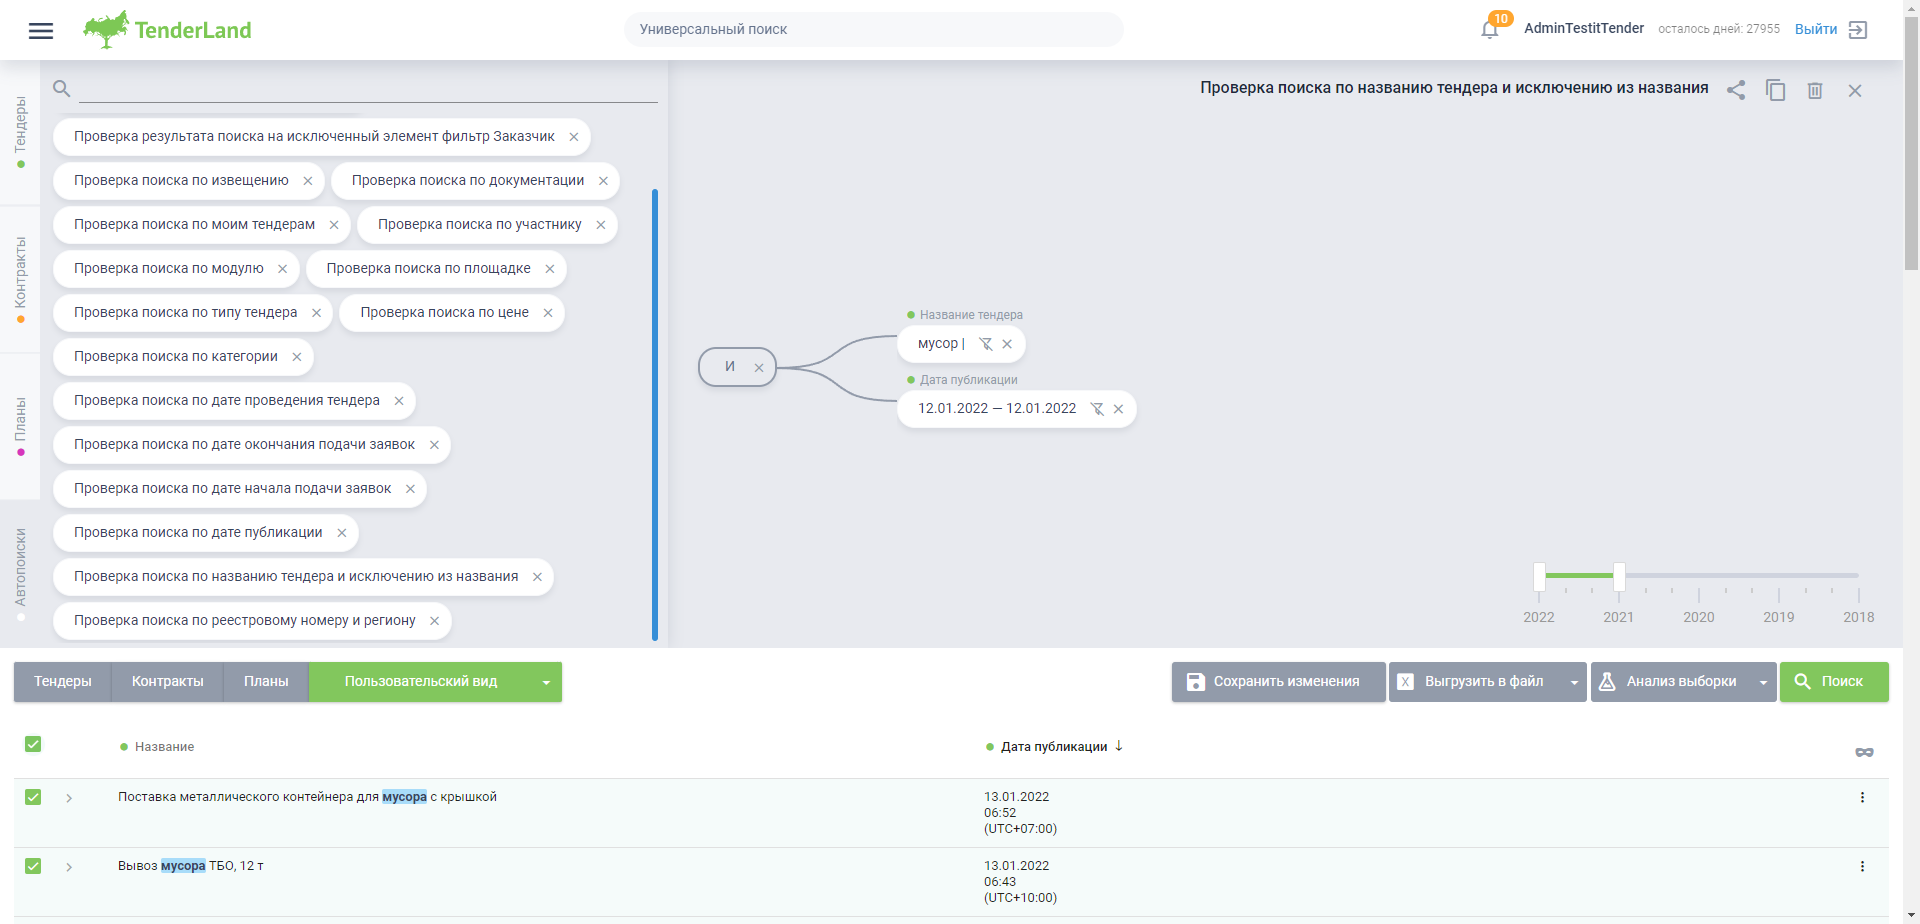 TenderLand
Универсальный поиск
10
AdminTestitTender
осталось дней: 27955
Выйти
Тендеры
Контракты
Планы
Автопоиски
Проверка результата поиска на исключенный элемент фильтр Заказчик
Проверка поиска по извещению
Проверка поиска по документации
Проверка поиска по моим тендерам
Проверка поиска по участнику
Проверка поиска по модулю
Проверка поиска по площадке
Проверка поиска по типу тендера
Проверка поиска по цене
Проверка поиска по категории
Проверка поиска по дате проведения тендера
Проверка поиска по дате окончания подачи заявок
Проверка поиска по дате начала подачи заявок
Проверка поиска по дате публикации
Проверка поиска по названию тендера и исключению из названия
Проверка поиска по реестровому номеру и региону
Проверка поиска по названию тендера и исключению из названия
И
Название тендера
мусор |
Дата публикации
12.01.2022 — 12.01.2022
2022 2021 2020 2019 2018
Тендеры Контракты Планы Пользовательский вид
Сохранить изменения
X Выгрузить в файл
Анализ выборки
Поиск
Название
Дата публикации
Поставка металлического контейнера для мусора с крышкой
13.01.2022
06:52
(UTC+07:00)
Вывоз мусора ТБО, 12 т
13.01.2022
06:43
(UTC+10:00)